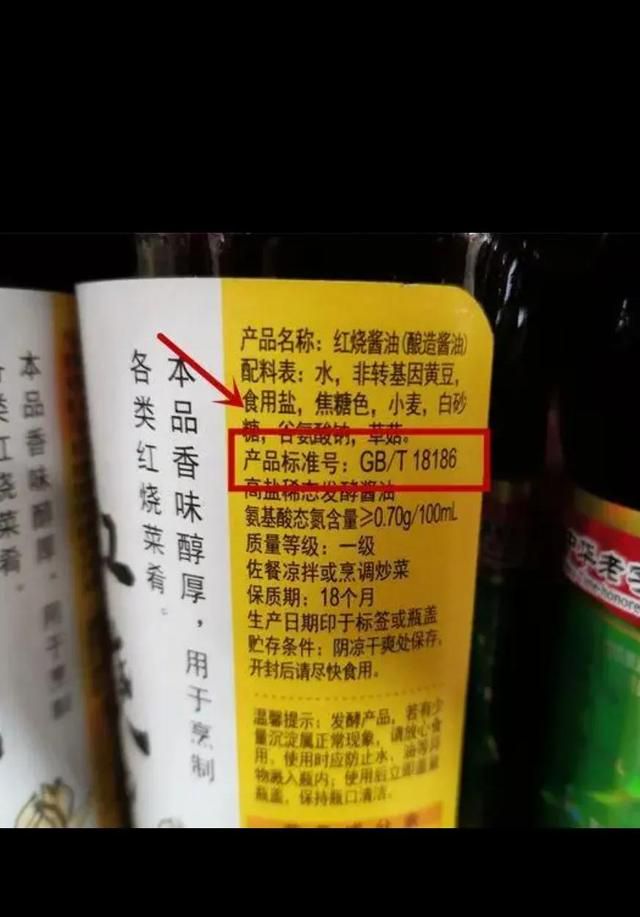 产品名称：红烧酱油(酿造酱油)
配料表：水，非转基因黄豆，
食用盐，焦糖色，小麦，白砂
糖，谷氨酸钠，草菇。
产品标准号：GB/T 18186
高盐稀态发酵酱油
氨基酸态氮含量≥0.70g/100mL
质量等级：一级
佐餐凉拌或烹调炒菜
保质期：18个月
生产日期印于标签或瓶盖
贮存条件：阴凉干爽处保存，
开封后请尽快食用。
温馨提示：发酵产品，若有少
量沉淀属正常现象，请放心食
用，使用时应防止水、油等异
物溅入瓶内；使用后立即盖紧
瓶盖，保持瓶口清洁。
本品香味醇厚，用于烹制
各类红烧菜肴。
本品香味醇厚，用于烹制
各类红烧菜肴
中华老字